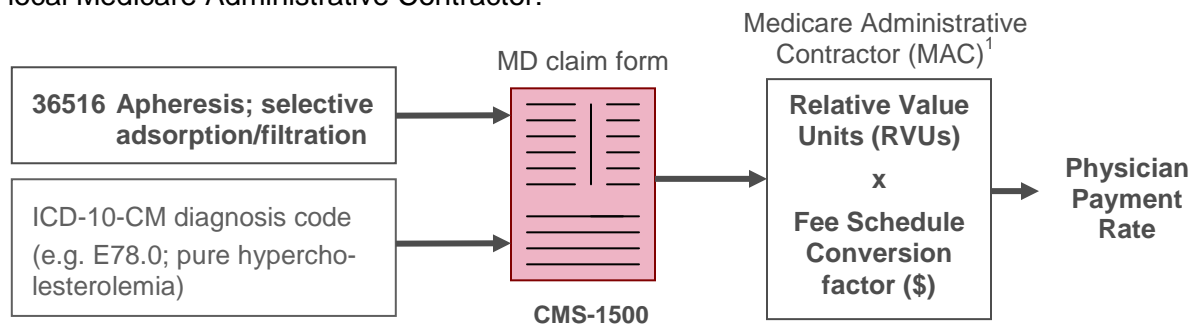 local Medicare Administrative Contractor.
Medicare Administrative
Contractor (MAC)1
MD claim form
36516 Apheresis; selective
adsorption/filtration
Relative Value
Units (RVUs)
x
Fee Schedule
Conversion
factor ($)
Physician
Payment
Rate
ICD-10-CM diagnosis code
(e.g. E78.0; pure hypercho-
lesterolemia)
CMS-1500